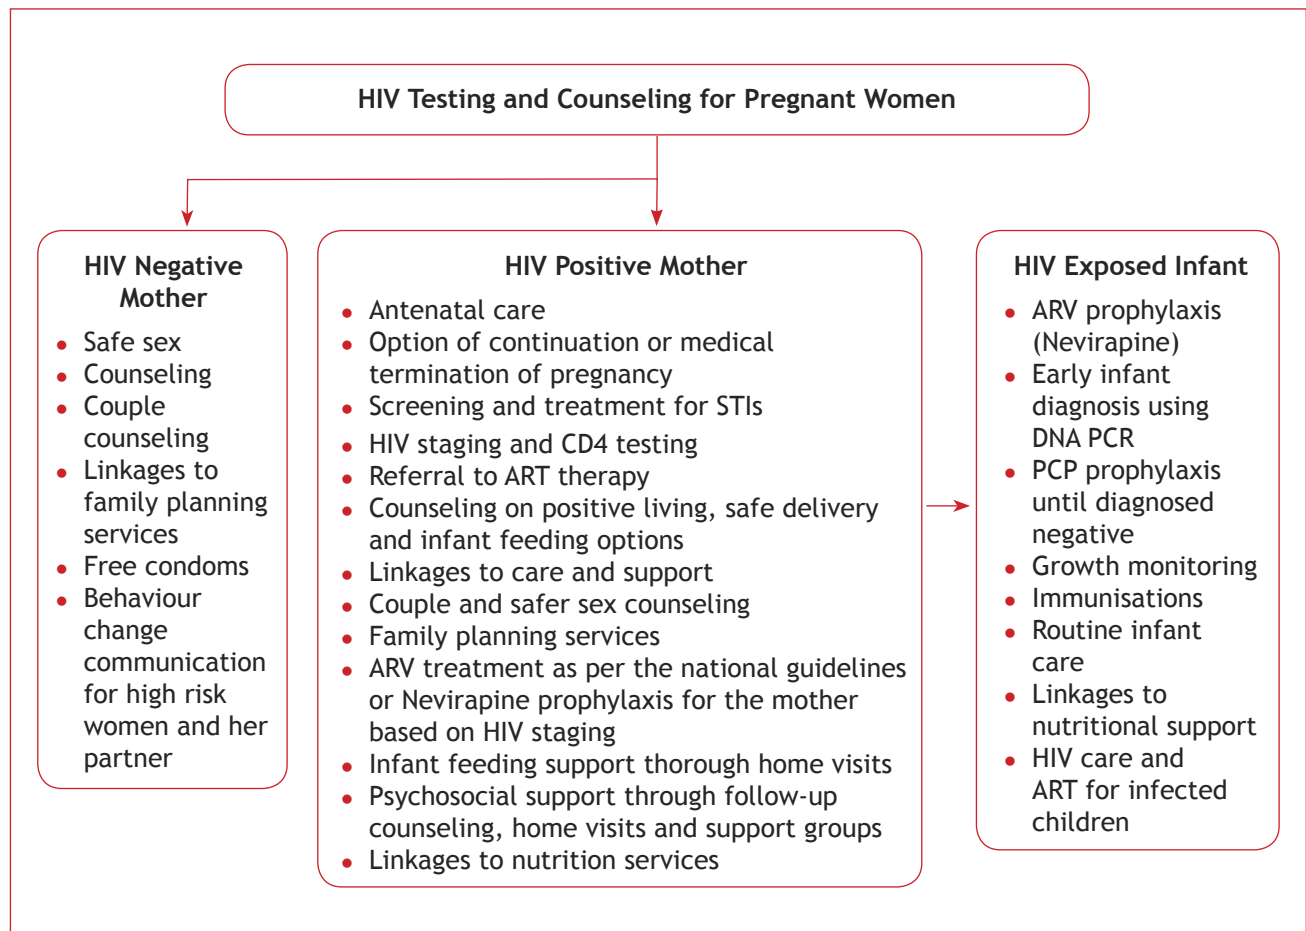 HIV Testing and Counseling for Pregnant Women
HIV Negative
Mother
• Safe sex
• Counseling
• Couple
counseling
• Linkages to
family planning
services
• Free condoms
• Behaviour
change
communication
for high risk
women and her
partner
HIV Positive Mother
• Antenatal care
• Option of continuation or medical
termination of pregnancy
• Screening and treatment for STIs
• HIV staging and CD4 testing
• Referral to ART therapy
• Counseling on positive living, safe delivery
and infant feeding options
• Linkages to care and support
• Couple and safer sex counseling
• Family planning services
• ARV treatment as per the national guidelines
or Nevirapine prophylaxis for the mother
based on HIV staging
• Infant feeding support thorough home visits
• Psychosocial support through follow-up
counseling, home visits and support groups
• Linkages to nutrition services
HIV Exposed Infant
• ARV prophylaxis
(Nevirapine)
• Early infant
diagnosis using
DNA PCR
• PCP prophylaxis
until diagnosed
negative
• Growth monitoring
• Immunisations
• Routine infant
care
• Linkages to
nutritional support
• HIV care and
ART for infected
children